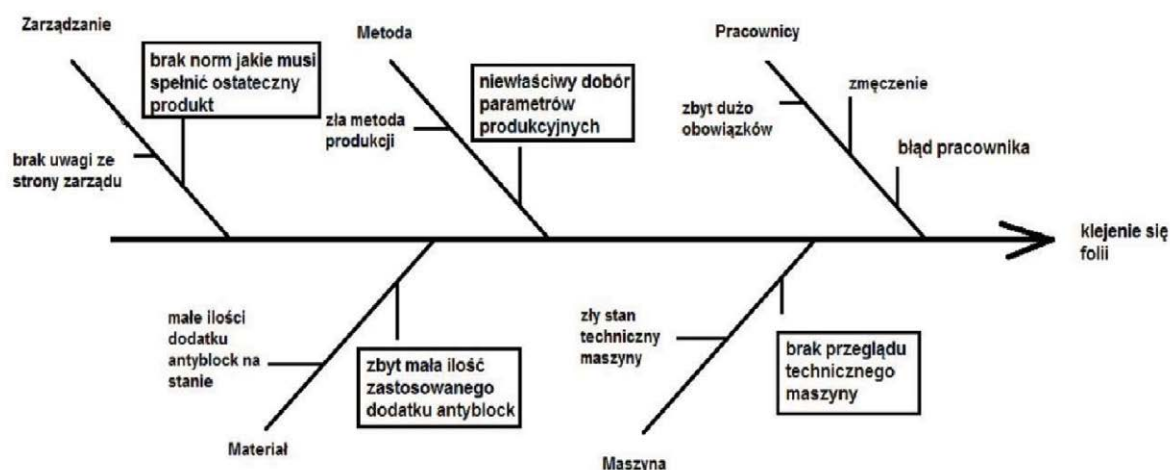 Zarządzanie
brak norm jakie musi
spełnić ostateczny
produkt
brak uwagi ze
strony zarządu
Metoda
niewłaściwy dobór
parametrów
produkcyjnych
zla metoda
produkcji
Pracownicy
zbyt dużo
obowiązków
zmęczenie
błąd pracownika
klejenie się
folii
małe ilości
dodatku
antyblock na
stanie
zbyt mała ilość
zastosowanego
dodatku antyblock
Materiał
zły stan
techniczny
maszyny
brak przeglądu
technicznego
maszyny
Maszyna